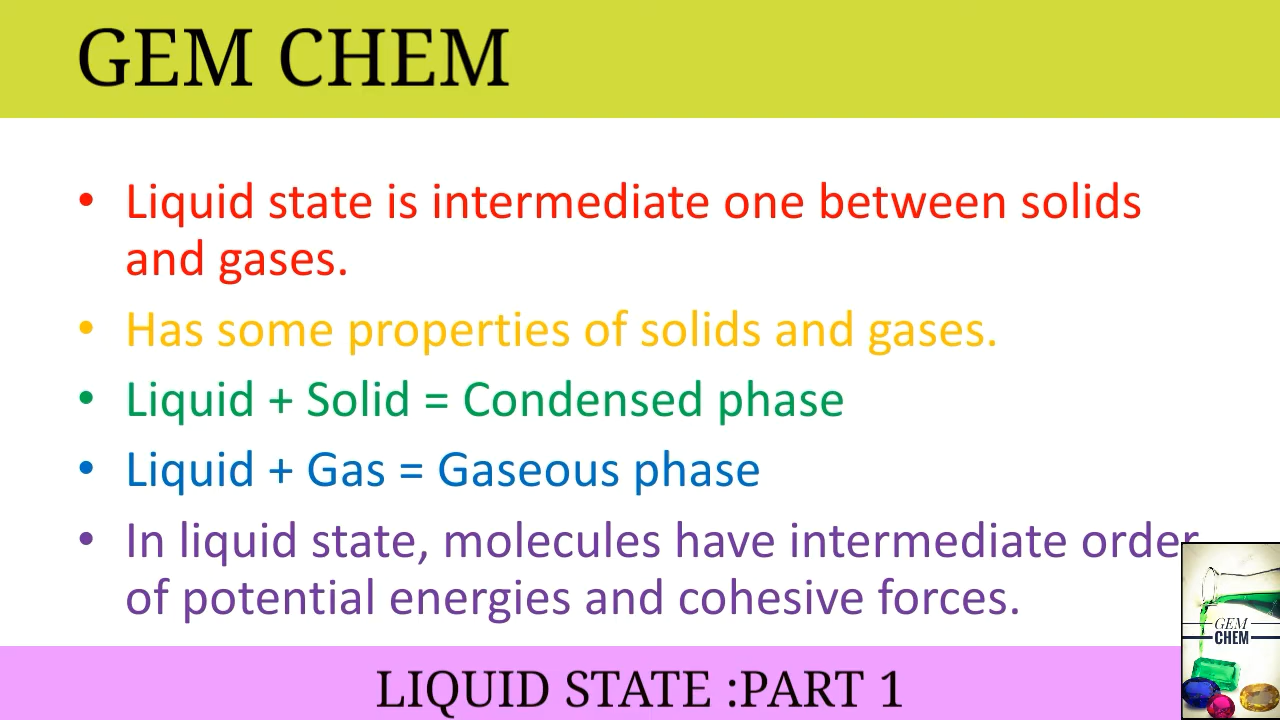 GEM CHEM
• Liquid state is intermediate one between solids
and gases.
• Has some properties of solids and gases.
• Liquid + Solid = Condensed phase
• Liquid + Gas = Gaseous phase
• In liquid state, molecules have intermediate order
of potential energies and cohesive forces.
GEM
CHEM
LIQUID STATE :PART 1